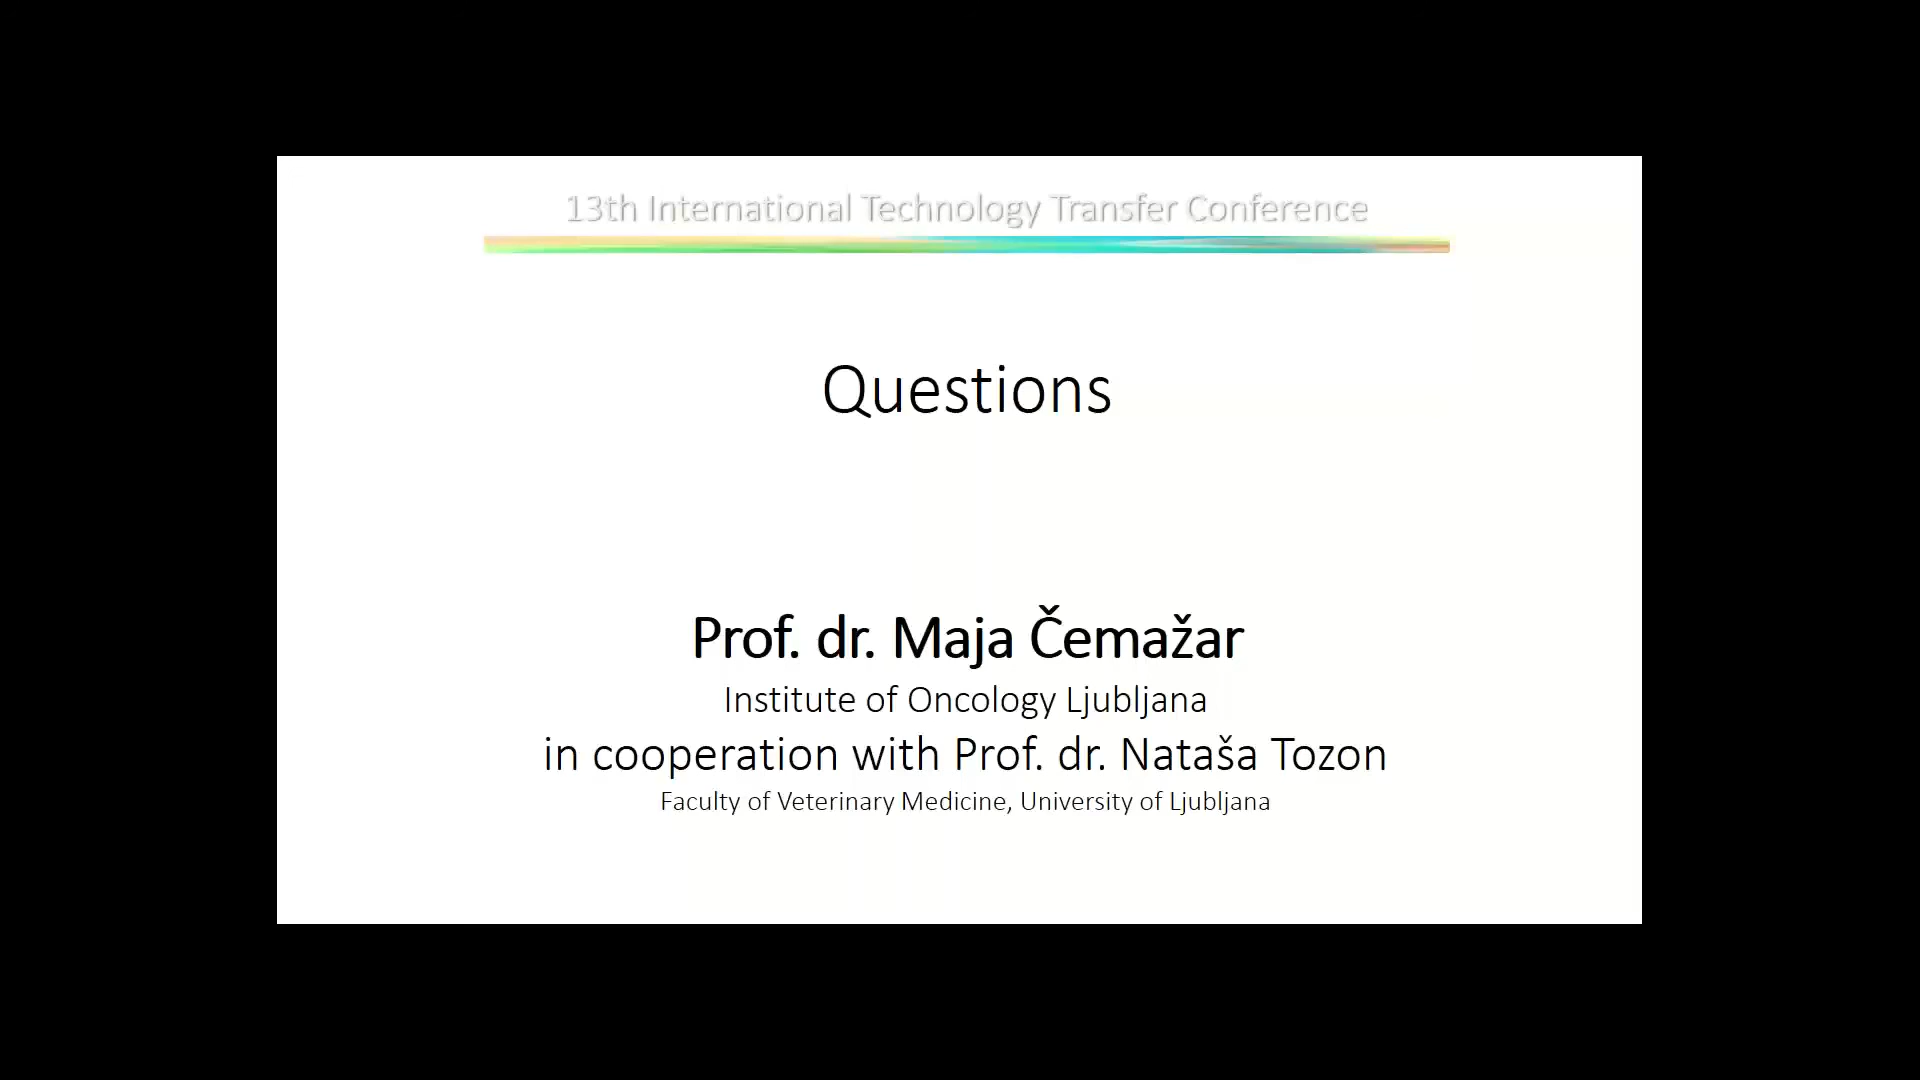 13th International Technology Transfer Conference
Questions
Prof. dr. Maja Čemažar
Institute of Oncology Ljubljana
in cooperation with Prof. dr. Nataša Tozon
Faculty of Veterinary Medicine, University of Ljubljana